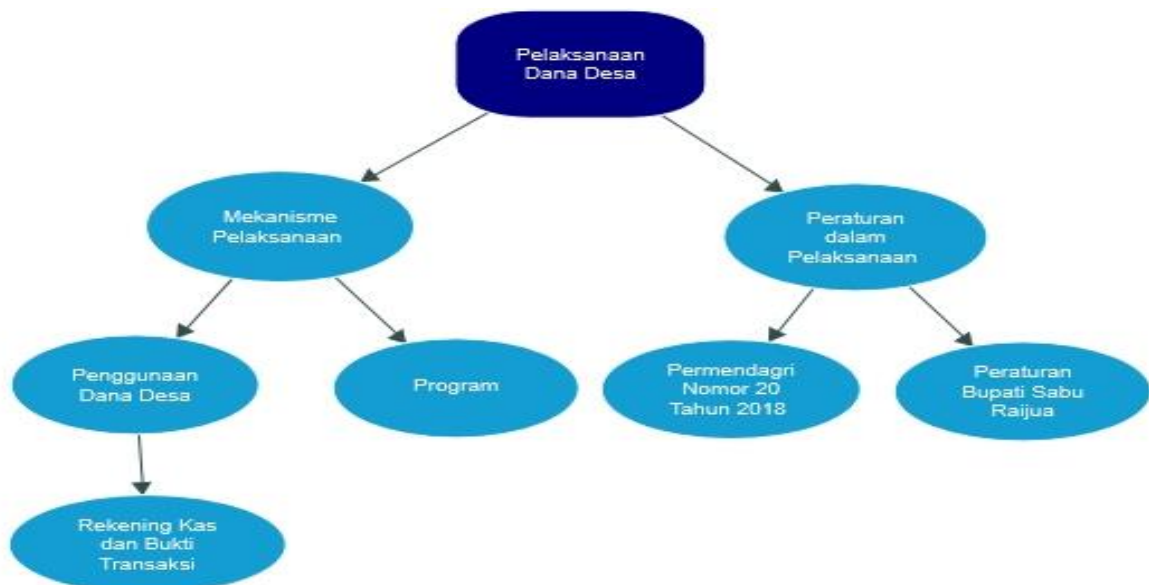 Pelaksanaan
Dana Desa
Mekanisme
Pelaksanaan
Peraturan
dalam
Pelaksanaan
Penggunaan
Dana Desa
Program
Permendagri
Nomor 20
Tahun 2018
Peraturan
Bupati Sabu
Raijua
Rekening Kas
dan Bukti
Transaksi